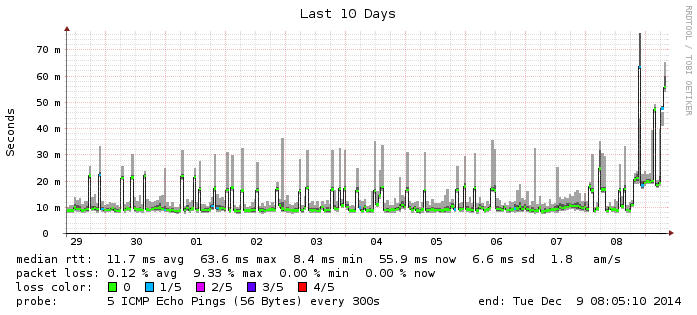 Last 10 Days
RRDTOOL / TOBI OETIKER
Seconds
70 m
60 m
50 m
40 m
30 m
20 m
10 m
0
29 30 01 02 03 04 05 06 07 08
median rtt: 11.7 ms avg 63.6 ms max 8.4 ms min 55.9 ms now 6.6 ms sd 1.8 am/s
packet loss: 0.12 % avg 9.33 % max 0.00 % min 0.00 % now
loss color: 0 1/5 2/5 3/5 4/5
probe: 5 ICMP Echo Pings (56 Bytes) every 300s end: Tue Dec 9 08:05:10 2014